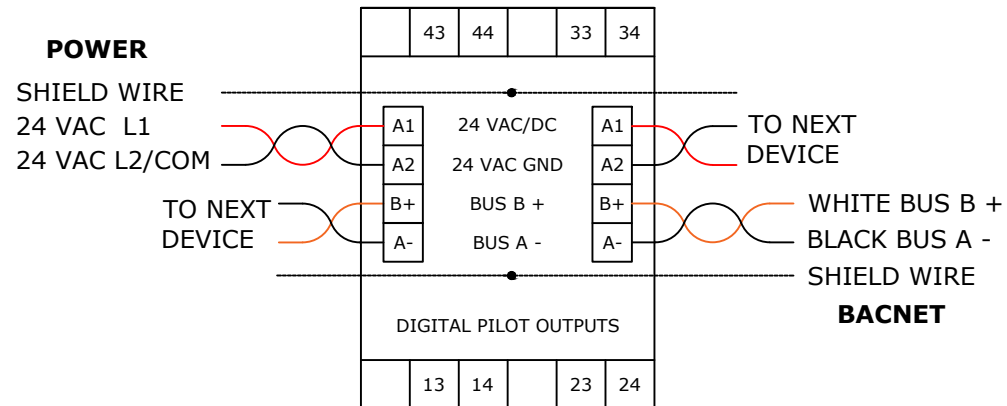 43 44 33 34
POWER
SHIELD WIRE
24 VAC L1
24 VAC L2/COM
A1 24 VAC/DC A1
A2 24 VAC GND A2
TO NEXT
DEVICE
B+ BUS B + B+
A- BUS A - A-
TO NEXT
DEVICE
WHITE BUS B +
BLACK BUS A -
SHIELD WIRE
BACNET
DIGITAL PILOT OUTPUTS
13 14 23 24